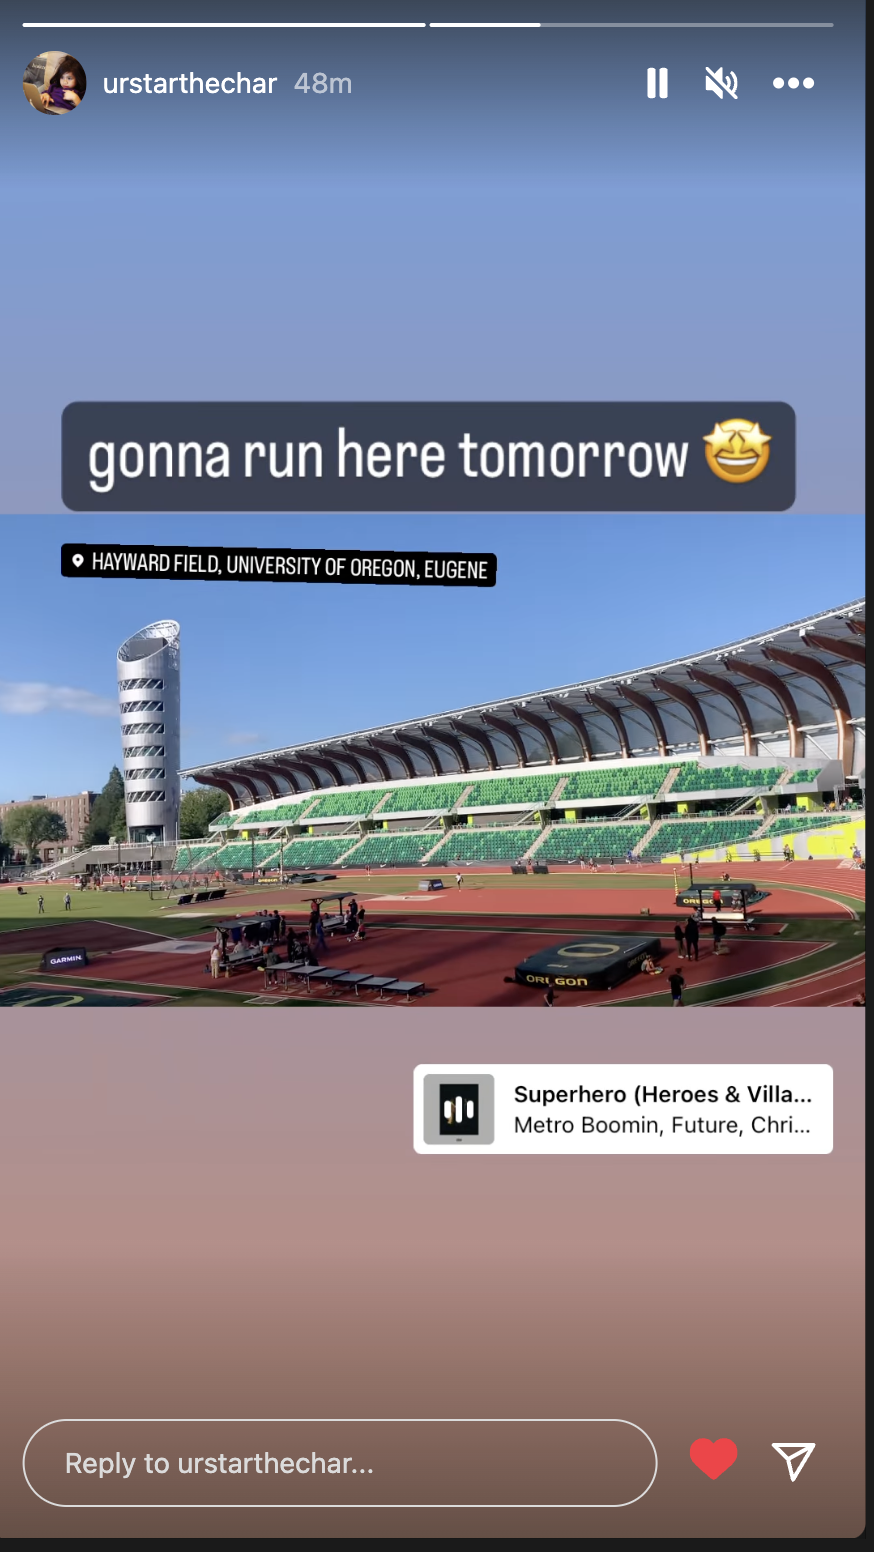 urstarthechar 48m
gonna run here tomorrow 🤩
HAYWARD FIELD, UNIVERSITY OF OREGON, EUGENE
GARMIN
OREGON
OREGON
Superhero (Heroes & Villa...
Metro Boomin, Future, Chri...
Reply to urstarthechar...